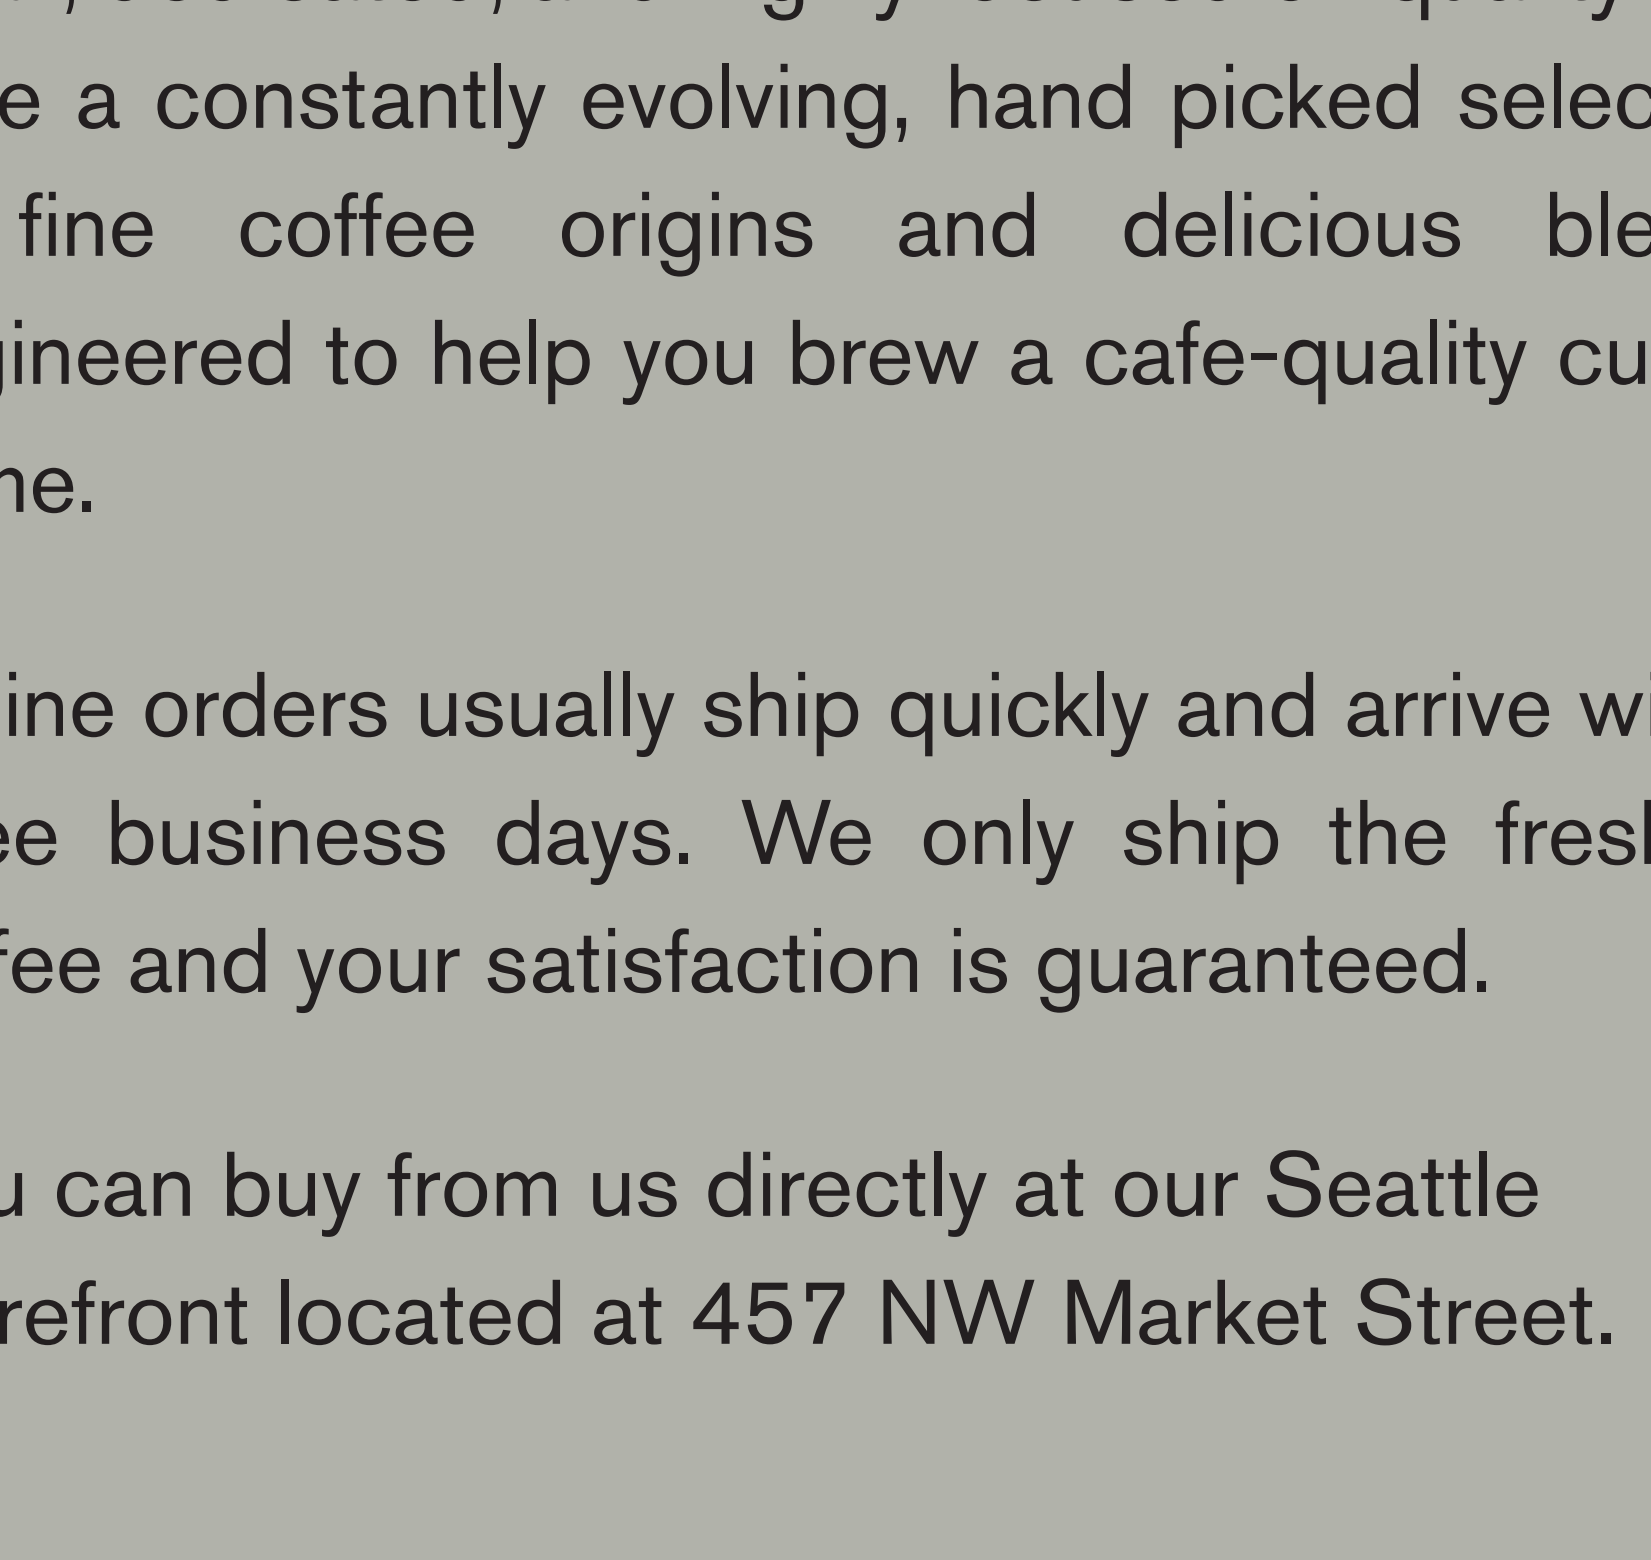 e a constantly evolving, hand picked selec
fine coffee origins and delicious ble
gineered to help you brew a cafe-quality cu
me.
ine orders usually ship quickly and arrive wi
ee business days. We only ship the fresh
fee and your satisfaction is guaranteed.
u can buy from us directly at our Seattle
refront located at 457 NW Market Street.